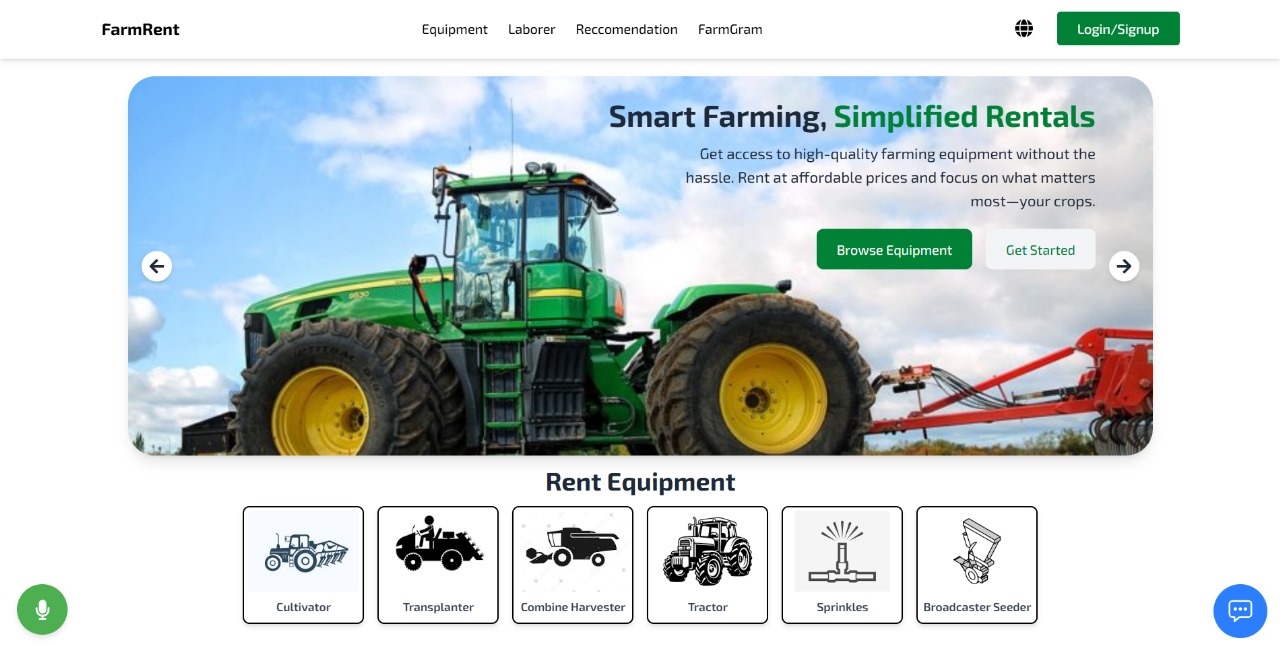 FarmRent
Equipment Laborer Reccomendation FarmGram
Login/Signup
Smart Farming, Simplified Rentals
Get access to high-quality farming equipment without the
hassle. Rent at affordable prices and focus on what matters
most—your crops.
Browse Equipment
Get Started
9530
Rent Equipment
Cultivator
Transplanter
Combine Harvester
Tractor
Sprinkles
Broadcaster Seeder